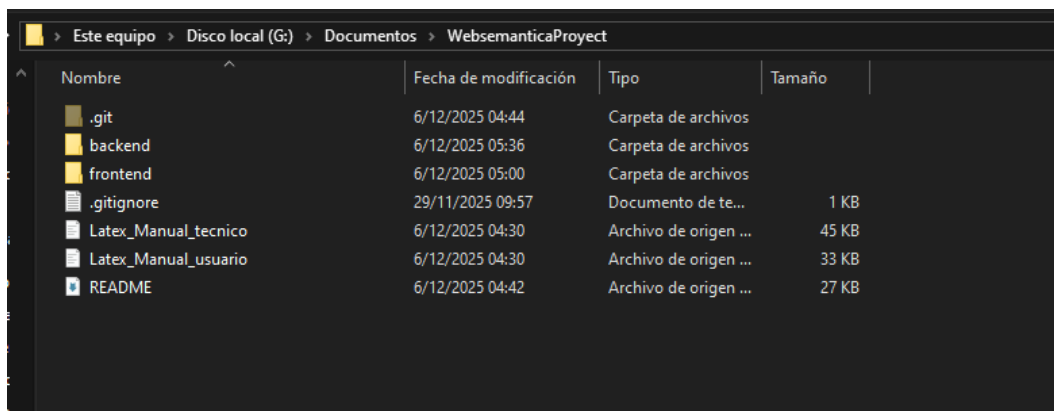 Este equipo > Disco local (G:) > Documentos > WebsemanticaProyect
Nombre Fecha de modificación Tipo Tamaño
.git 6/12/2025 04:44 Carpeta de archivos
backend 6/12/2025 05:36 Carpeta de archivos
frontend 6/12/2025 05:00 Carpeta de archivos
.gitignore 29/11/2025 09:57 Documento de te... 1 KB
Latex_Manual_tecnico 6/12/2025 04:30 Archivo de origen ... 45 KB
Latex_Manual_usuario 6/12/2025 04:30 Archivo de origen ... 33 KB
README 6/12/2025 04:42 Archivo de origen ... 27 KB